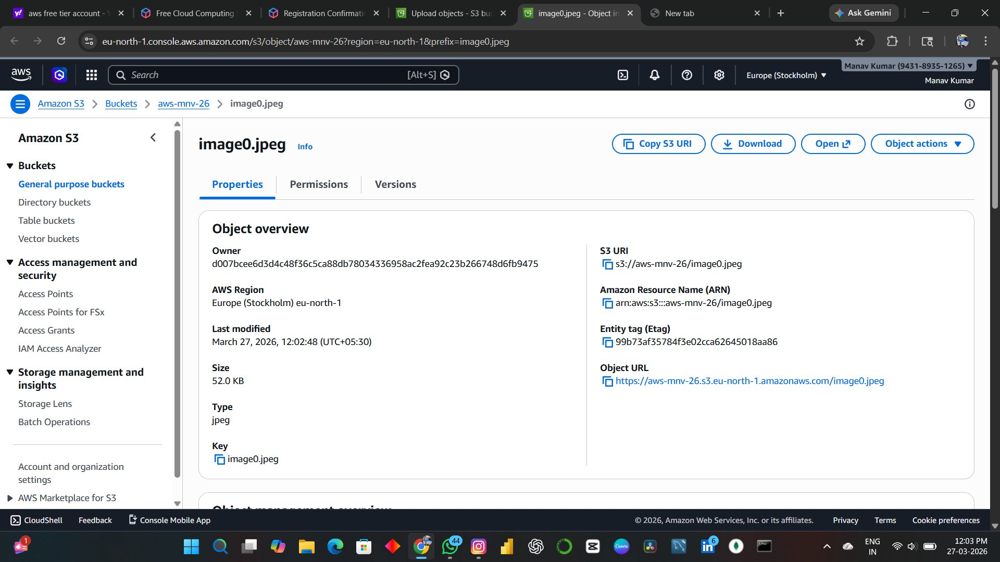 aws free tier account - Y
Free Cloud Computing S
Registration Confirmatio
Upload objects - S3 buc
image0.jpeg - Object in
New tab
Ask Gemini
eu-north-1.console.aws.amazon.com/s3/object/aws-mnv-26?region=eu-north-1&prefix=image0.jpeg
aws
Search
[Alt+S]
Europe (Stockholm)
Manav Kumar (9431-8935-1265)
Manav Kumar
Amazon S3
Buckets
aws-mnv-26
image0.jpeg
Amazon S3
Buckets
General purpose buckets
Directory buckets
Table buckets
Vector buckets
Access management and
security
Access Points
Access Points for FSx
Access Grants
IAM Access Analyzer
Storage management and
insights
Storage Lens
Batch Operations
Account and organization
settings
AWS Marketplace for S3
image0.jpeg
Info
Copy S3 URI
Download
Open
Object actions
Properties
Permissions
Versions
Object overview
Owner
d007bcee6d3d4c48f36c5ca88db78034336958ac2fea92c23b266748d6fb9475
AWS Region
Europe (Stockholm) eu-north-1
Last modified
March 27, 2026, 12:02:48 (UTC+05:30)
Size
52.0 KB
Type
jpeg
Key
image0.jpeg
S3 URI
s3://aws-mnv-26/image0.jpeg
Amazon Resource Name (ARN)
arn:aws:s3:::aws-mnv-26/image0.jpeg
Entity tag (Etag)
99b73af35784f3e02cca62645018aa86
Object URL
https://aws-mnv-26.s3.eu-north-1.amazonaws.com/image0.jpeg
Object management overview
CloudShell
Feedback
Console Mobile App
© 2026, Amazon Web Services, Inc. or its affiliates.
Privacy
Terms
Cookie preferences
1
44
Canva
in
6
ENG
IN
12:03 PM
27-03-2026